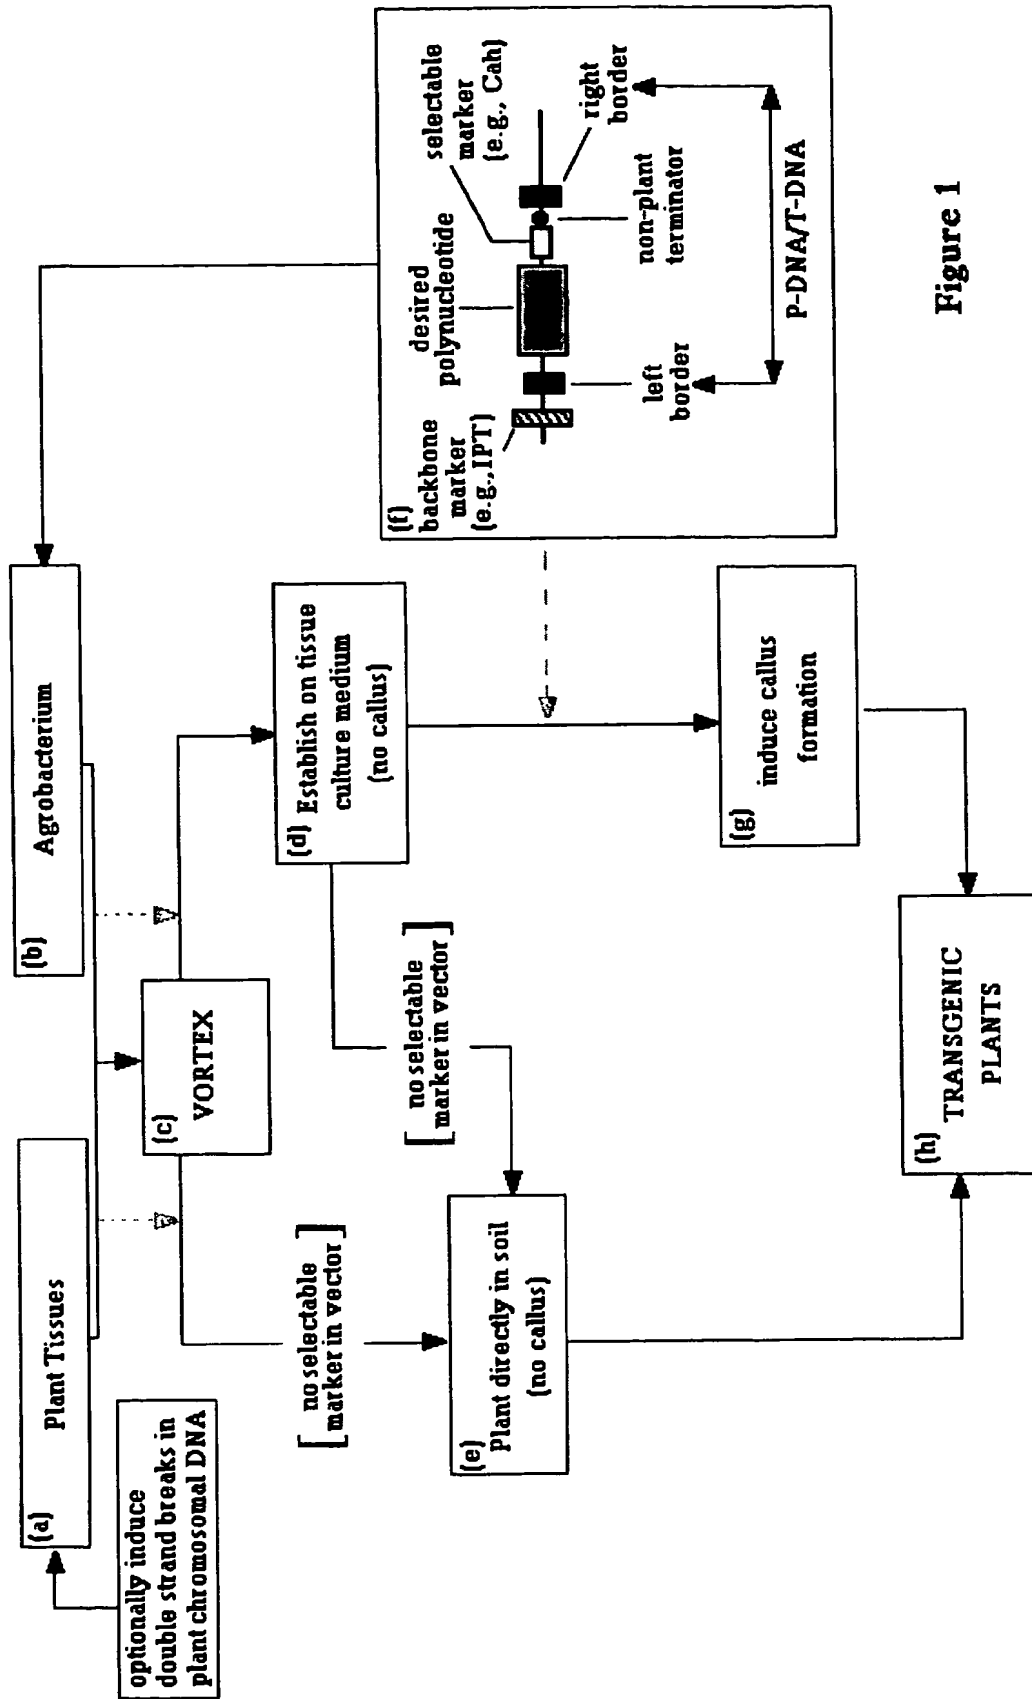 optionally induce
double strand breaks in
plant chromosomal DNA
(a)
Plant Tissues
(b)
Agrobacterium
(c)
VORTEX
[no selectable
marker in vector]
(d) Establish on tissue
culture medium
(no callus)
[no selectable
marker in vector]
(e) Plant directly in soil
(no callus)
(f)
backbone
marker
(e.g.,IPT)
desired
polynucleotide
selectable
marker
(e.g., Cah)
left
border
non-plant
terminator
right
border
P-DNA/T-DNA
(g)
induce callus
formation
(h)
TRANSGENIC
PLANTS
Figure 1